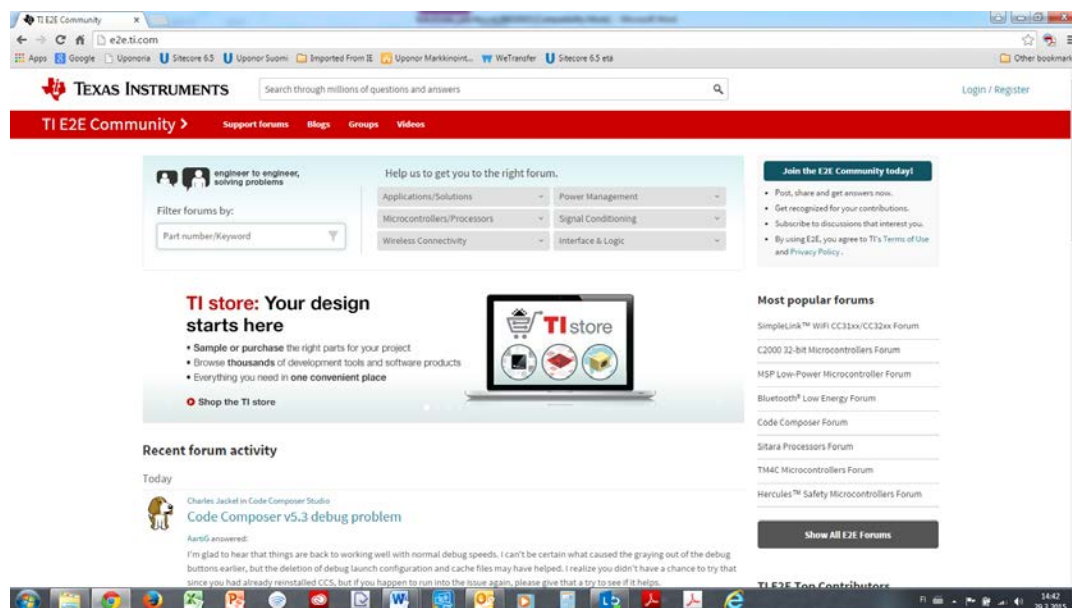 TI E2E Community
e2e.ti.com
Apps Google Uponoria Sitecore 6.5 Uponor Suomi Imported From IE Uponor Markkinoint... WeTransfer Sitecore 6.5 etä Other bookmark
TEXAS INSTRUMENTS
Search through millions of questions and answers
Login / Register
TI E2E Community >
Support forums Blogs Groups Videos
engineer to engineer,
solving problems
Filter forums by:
Part number/Keyword
Help us to get you to the right forum.
Applications/Solutions
Power Management
Microcontrollers/Processors
Signal Conditioning
Wireless Connectivity
Interface & Logic
Join the E2E Community today!
• Post, share and get answers now.
• Get recognized for your contributions.
• Subscribe to discussions that interest you.
• By using E2E, you agree to TI's Terms of Use
and Privacy Policy.
TI store: Your design
starts here
• Sample or purchase the right parts for your project
• Browse thousands of development tools and software products
• Everything you need in one convenient place
Shop the TI store
TI store
Most popular forums
SimpleLink™ WiFi CC31xx/CC32xx Forum
C2000 32-bit Microcontrollers Forum
MSP Low-Power Microcontroller Forum
Bluetooth® Low Energy Forum
Code Composer Forum
Sitara Processors Forum
TM4C Microcontrollers Forum
Hercules™ Safety Microcontrollers Forum
Show All E2E Forums
TI E2E Top Contributors
Recent forum activity
Today
Charles Jackel in Code Composer Studio
Code Composer v5.3 debug problem
AartiG answered:
I'm glad to hear that things are back to working well with normal debug speeds. I can't be certain what caused the graying out of the debug
buttons earlier, but the deletion of debug launch configuration and cache files may have helped. I realize you didn't have a chance to try that
since you had already reinstalled CCS, but if you happen to run into the issue again, please give that a try to see if it helps.
FI
14:42